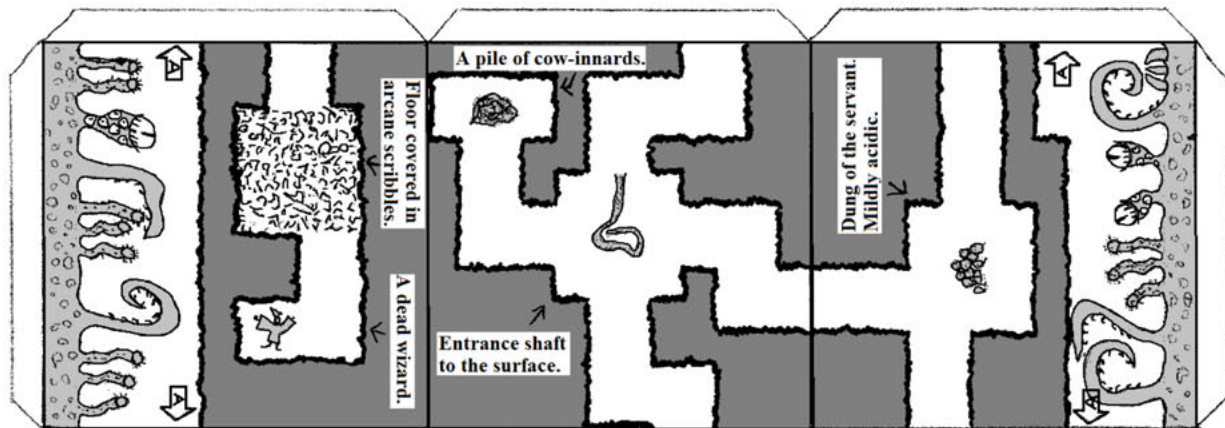 A
A
Floor covered in
arcane scribbles.
A dead wizard.
A pile of cow-innards.
Entrance shaft
to the surface.
Dung of the servant.
Mildly acidic.
A
A